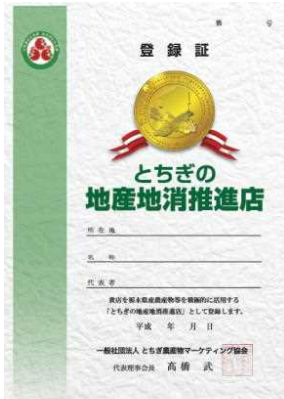 第 号
登録証
とちぎの
地産地消推進店
所在地
名 称
代表者
貴店を栃木県産農産物等を積極的に活用する
「とちぎの地産地消推進店」として登録します。
平成 年 月 日
一般社団法人 とちぎ農産物マーケティング協会
代表理事会長 髙橋 武